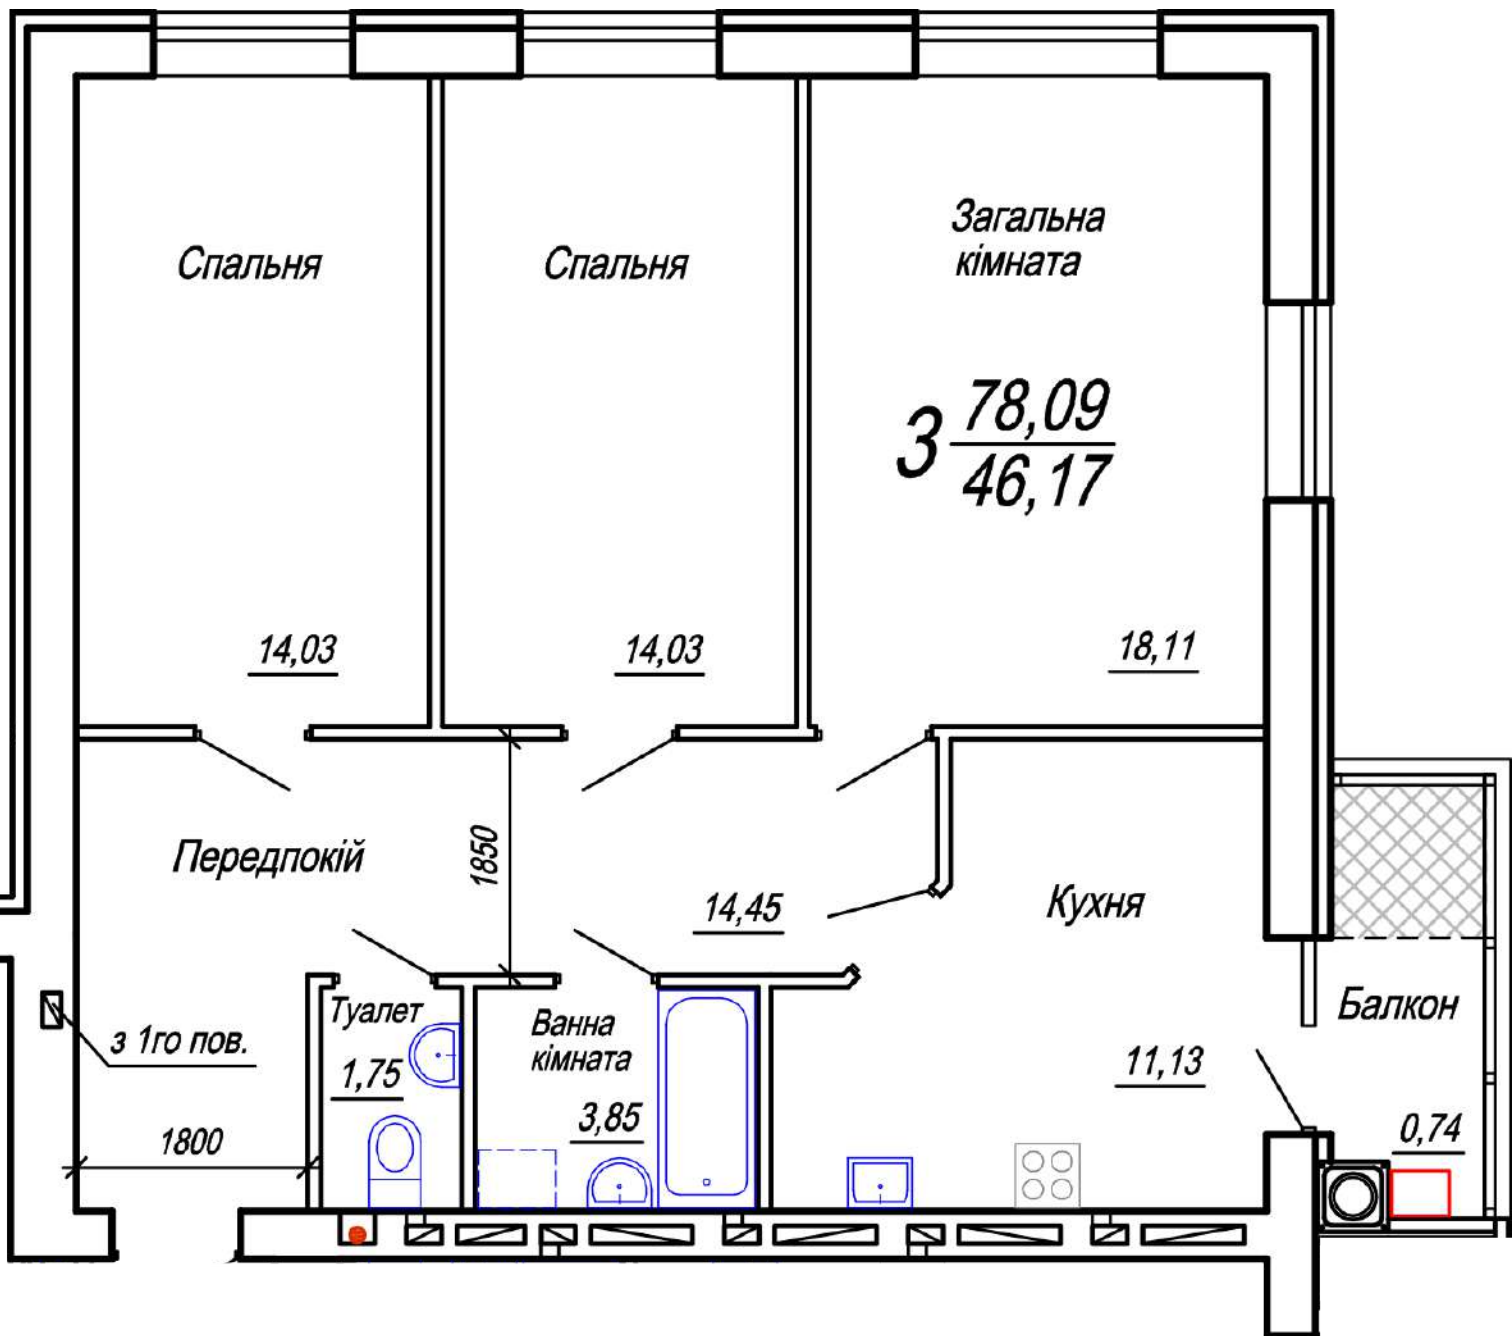 Спальня
Спальня
Загальна
кімната
3 78,09
46,17
14,03
14,03
18,11
Передпокій
1850
14,45
Кухня
Туалет
1,75
з 1го пов.
1800
Ванна
кімната
3,85
11,13
Балкон
0,74